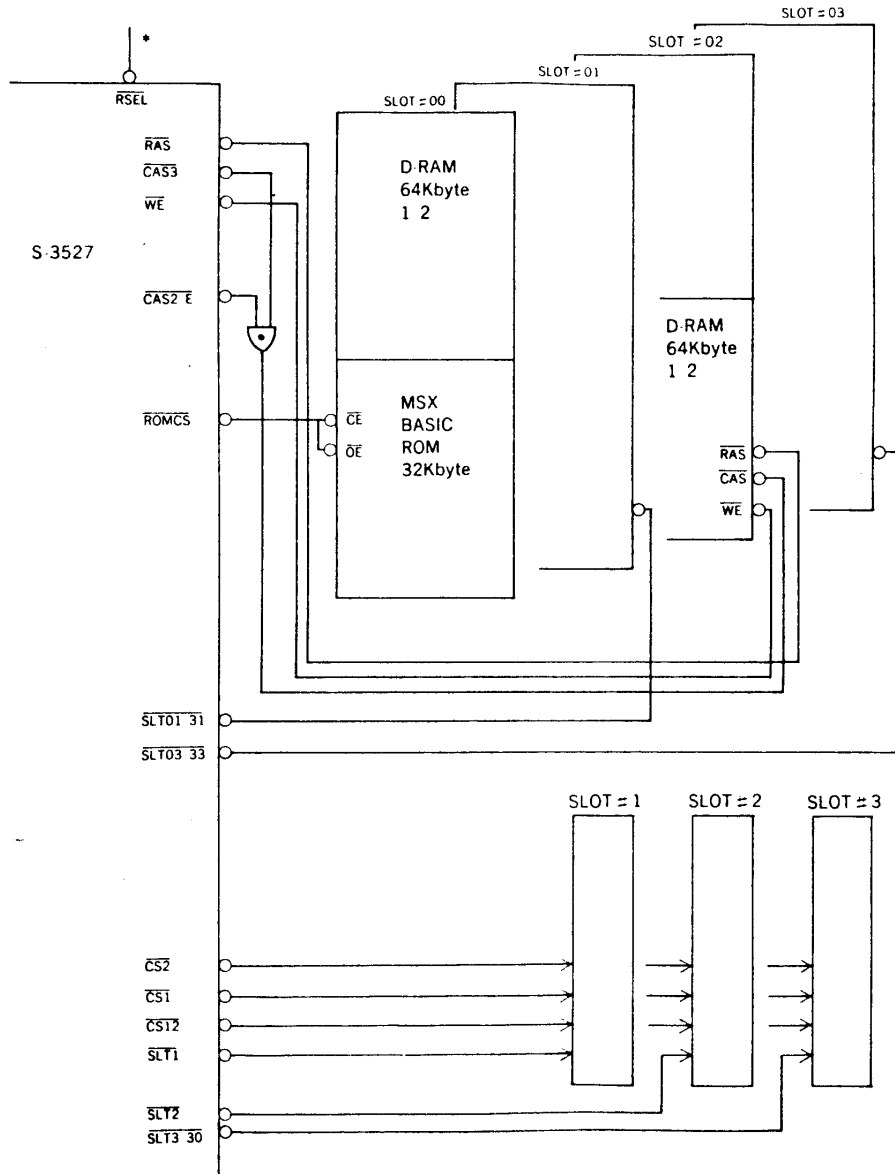 *
RSEL
SLOT=03
SLOT=02
SLOT=01
SLOT=00
RAS
CAS3
WE
S-3527
CAS2 E
ROMCS
D-RAM
64Kbyte
1 2
CE
OE
MSX
BASIC
ROM
32Kbyte
D-RAM
64Kbyte
1 2
RAS
CAS
WE
SLT01 31
SLT03 33
SLOT=1
SLOT=2
SLOT#3
CS2
CS1
CS12
SLT1
SLT2
SLT3 30